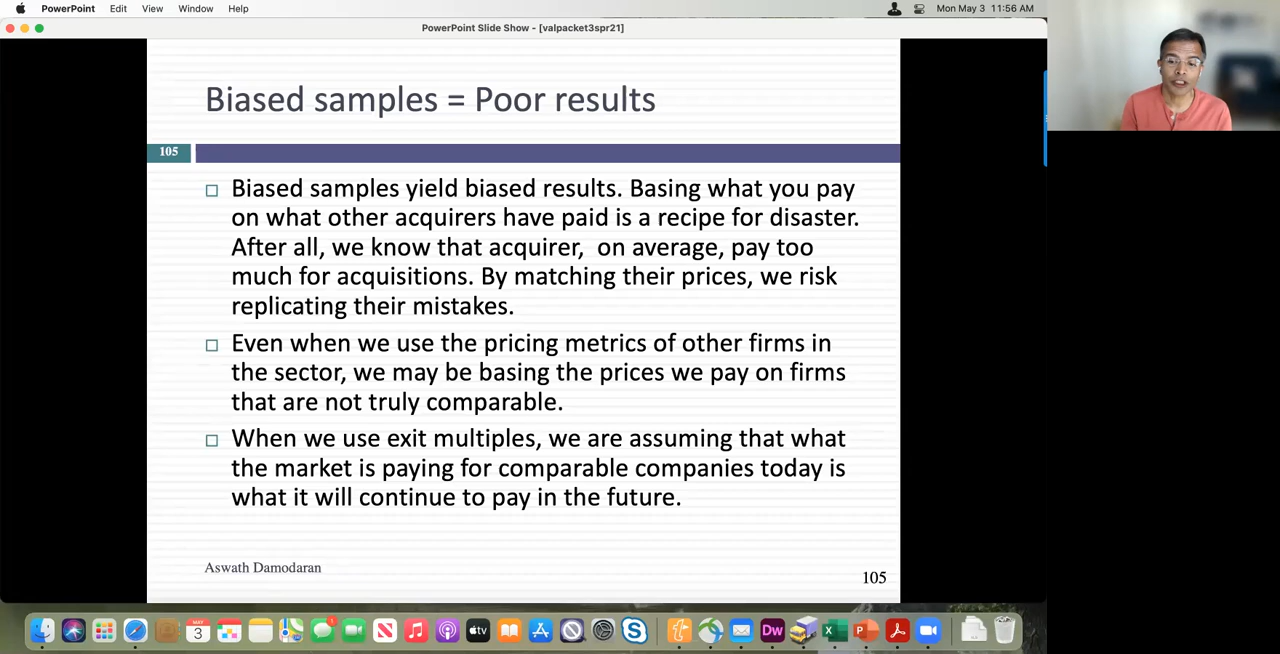 PowerPoint Edit View Window Help Mon May 3 11:56 AM
PowerPoint Slide Show - [valpacket3spr21]
Biased samples = Poor results
105
Biased samples yield biased results. Basing what you pay
on what other acquirers have paid is a recipe for disaster.
After all, we know that acquirer,  on average, pay too
much for acquisitions. By matching their prices, we risk
replicating their mistakes.
Even when we use the pricing metrics of other firms in
the sector, we may be basing the prices we pay on firms
that are not truly comparable.
When we use exit multiples, we are assuming that what
the market is paying for comparable companies today is
what it will continue to pay in the future.
Aswath Damodaran
105
MAY
3
tv
Dw
X
P